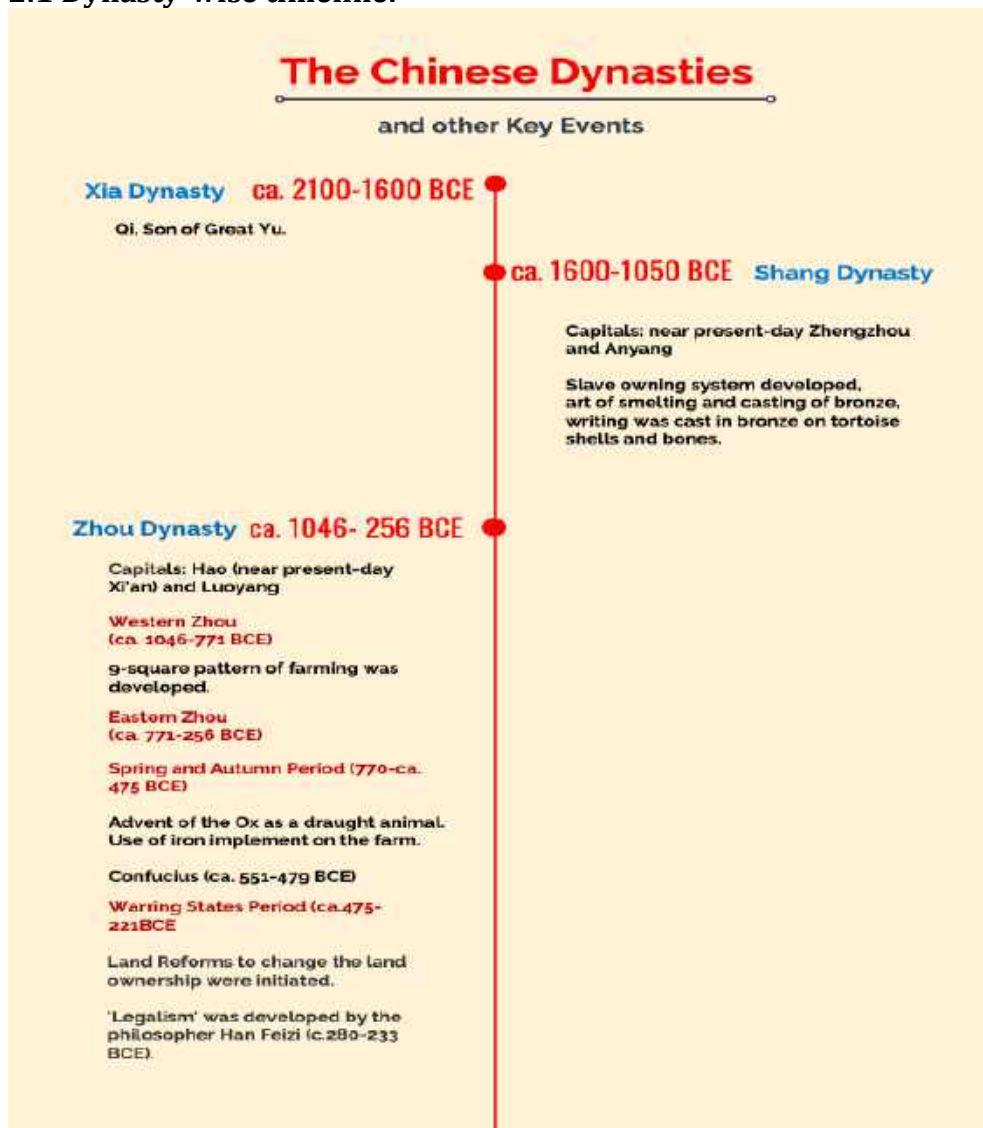 2.1 Dynasty-wise timeline:
The Chinese Dynasties
and other Key Events
Xia Dynasty ca. 2100-1600 BCE
Qi, Son of Great Yu.
ca. 1600-1050 BCE Shang Dynasty
Capitals: near present-day Zhengzhou
and Anyang
Slave owning system developed,
art of smelting and casting of bronze,
writing was cast in bronze on tortoise
shells and bones.
Zhou Dynasty ca. 1046- 256 BCE
Capitals: Hao (near present-day
Xi'an) and Luoyang
Western Zhou
(ca. 1046-771 BCE)
9-square pattern of farming was
developed.
Eastern Zhou
(ca. 771-256 BCE)
Spring and Autumn Period (770-ca.
475 BCE)
Advent of the Ox as a draught animal.
Use of iron implement on the farm.
Confucius (ca. 551-479 BCE)
Warring States Period (ca.475-
221BCE
Land Reforms to change the land
ownership were initiated.
'Legalism' was developed by the
philosopher Han Feizi (c.280-233
BCE).